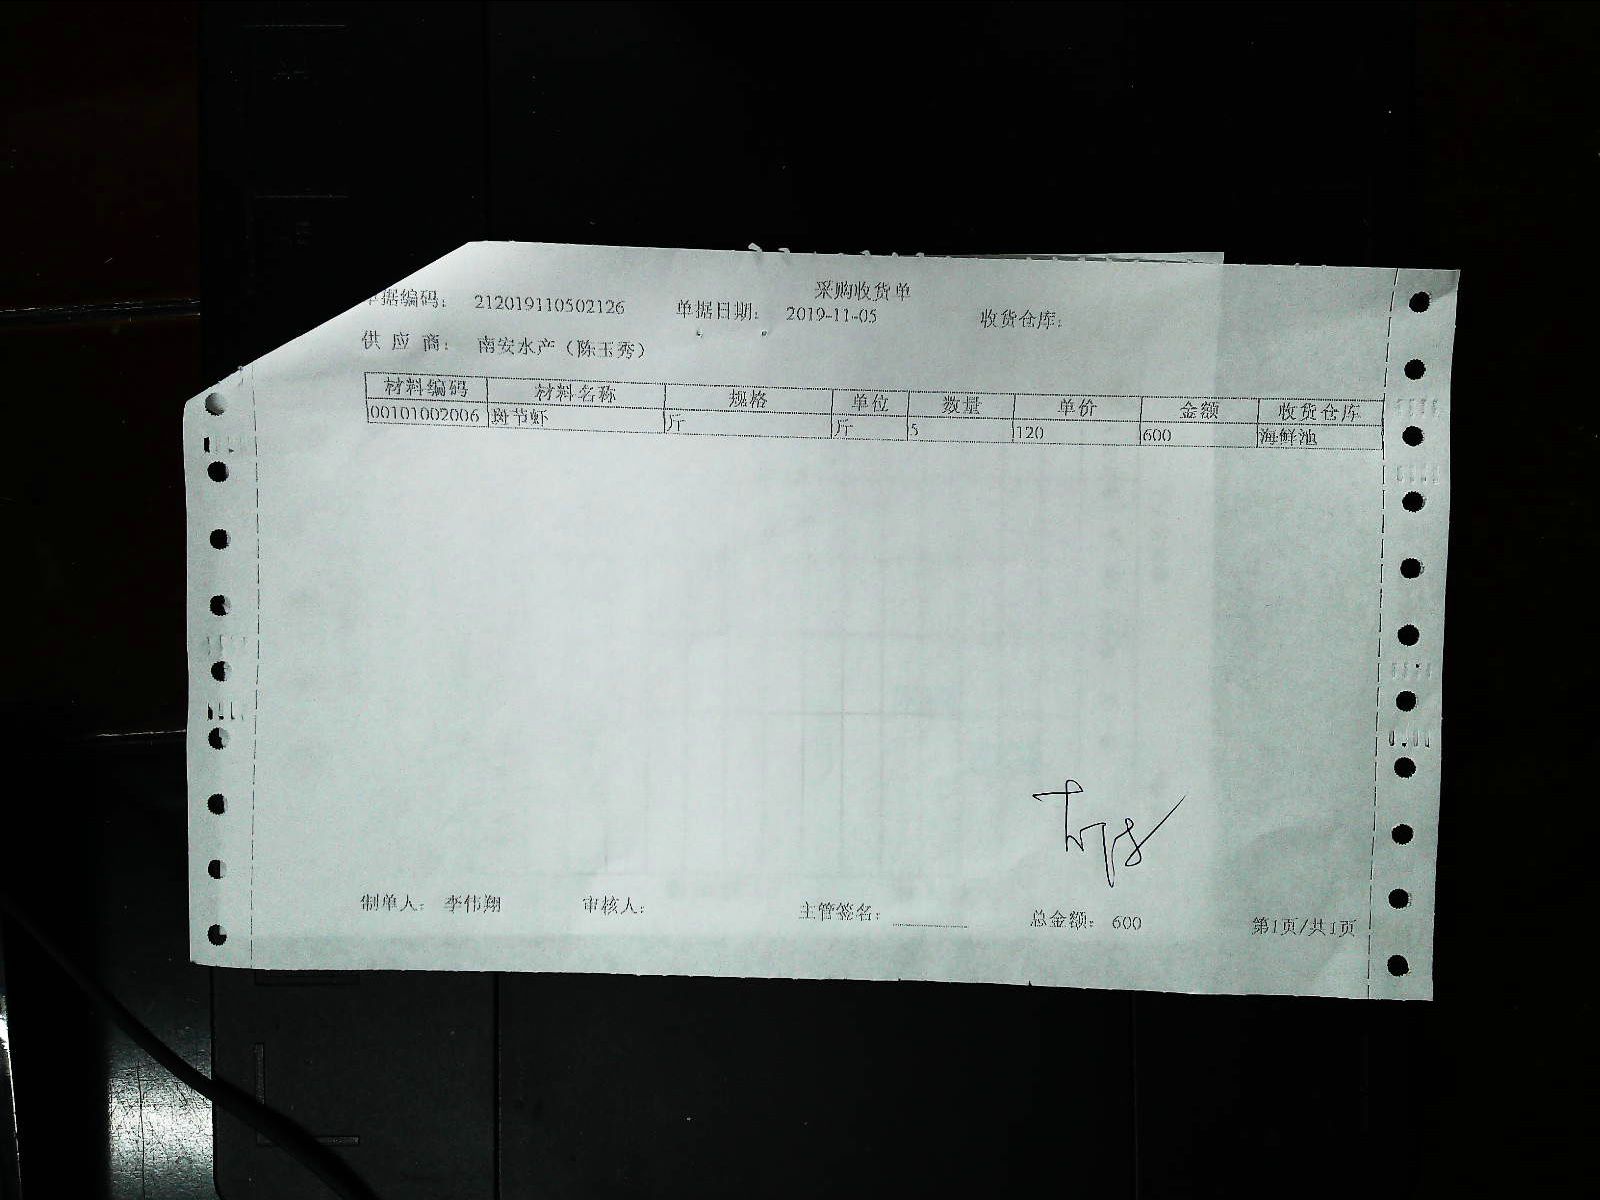 采购收货单
单据编码： 212019110502126 单据日期： 2019-11-05 收货仓库：
供 应 商： 南安水产（陈玉秀）
材料编码 材料名称 规格 单位 数量 单价 金额 收货仓库
00101002006 斑节虾 斤 斤 5 120 600 海鲜池
制单人： 李伟翔 审核人： 主管签名： 总金额： 600 第1页/共1页